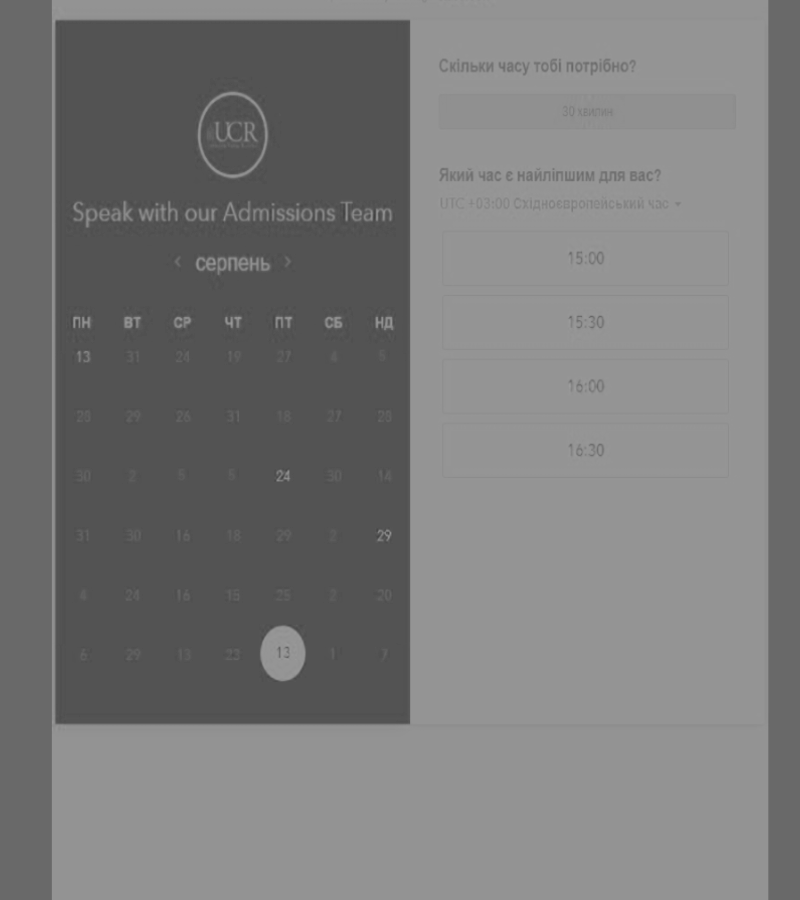 UCR
Speak with our Admissions Team
< серпень >
ПН ВТ СР ЧТ ПТ СБ НД
13 31 24 19 27 4 5
28 29 26 31 18 27 28
30 2 5 5 24 30 14
31 30 16 18 29 2 29
4 24 16 15 25 2 20
6 29 13 23 13 1 7
Скільки часу тобі потрібно?
30 хвилин
Який час є найліпшим для вас?
UTC +03:00 Східноєвропейський час
15:00
15:30
16:00
16:30